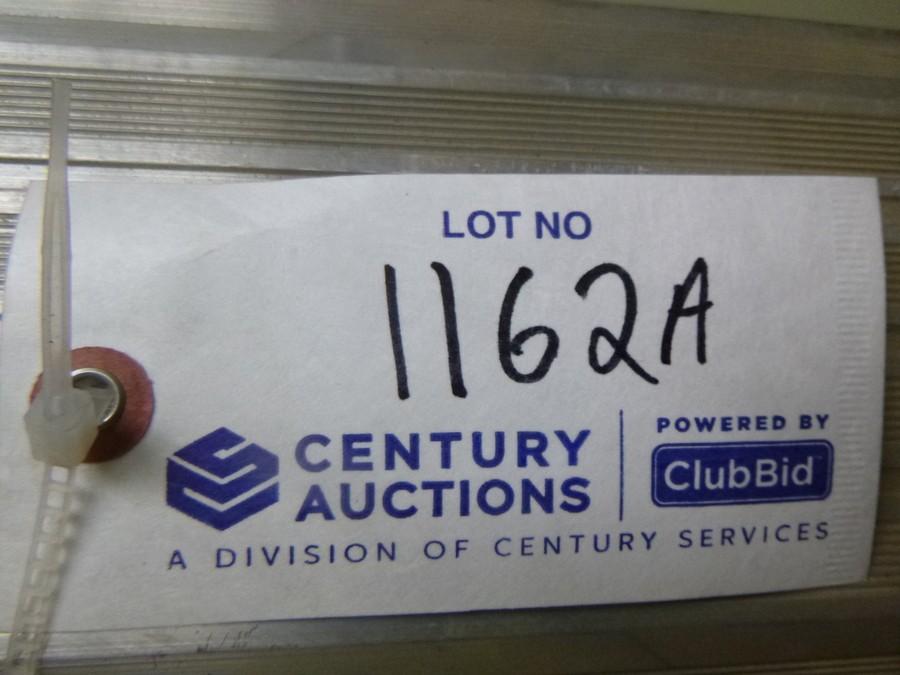 LOT NO
1162A
CENTURY
AUCTIONS
POWERED BY
ClubBid
A DIVISION OF CENTURY SERVICES